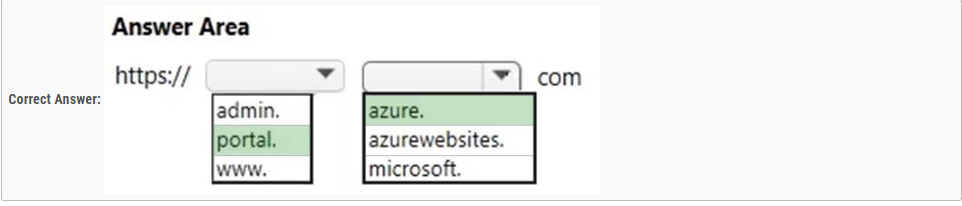 Answer Area
https:// com
Correct Answer:
admin. azure.
portal. azurewebsites.
www. microsoft.